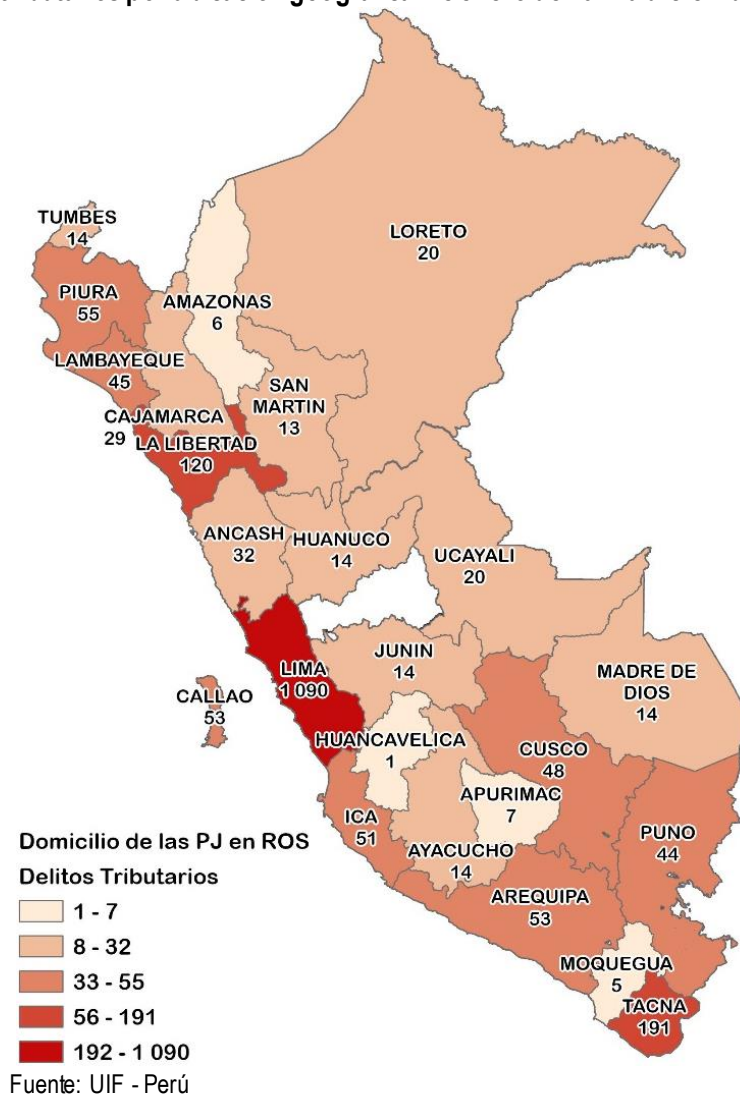 TUMBES
14
LORETO
20
PIURA
55
AMAZONAS
6
LAMBAYEQUE
45
SAN
MARTIN
13
CAJAMARCA
29
LA LIBERTAD
120
ANCASH
32
HUANUCO
14
UCAYALI
20
JUNIN
14
LIMA
1 090
MADRE DE
DIOS
14
CALLAO
53
HUANCAVELICA
1
CUSCO
48
APURIMAC
7
ICA
51
PUNO
44
AYACUCHO
14
AREQUIPA
53
MOQUEGUA
5
TACNA
191
Domicilio de las PJ en ROS
Delitos Tributarios
1 - 7
8 - 32
33 - 55
56 - 191
192 - 1 090
Fuente: UIF - Perú